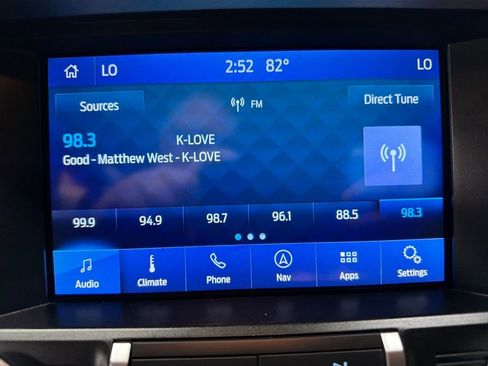 LO 2:52 82° LO
Sources FM Direct Tune
98.3 K-LOVE
Good - Matthew West - K-LOVE
99.9 94.9 98.7 96.1 88.5 98.3
Audio Climate Phone Nav Apps Settings